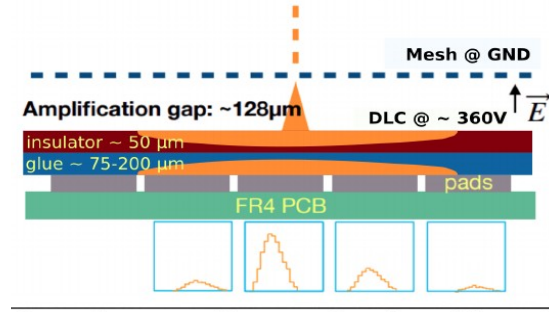 Mesh @ GND
Amplification gap: ~128μm
DLC @ ~ 360V
E
insulator ~ 50 μm
glue ~ 75-200 μm
pads
FR4 PCB